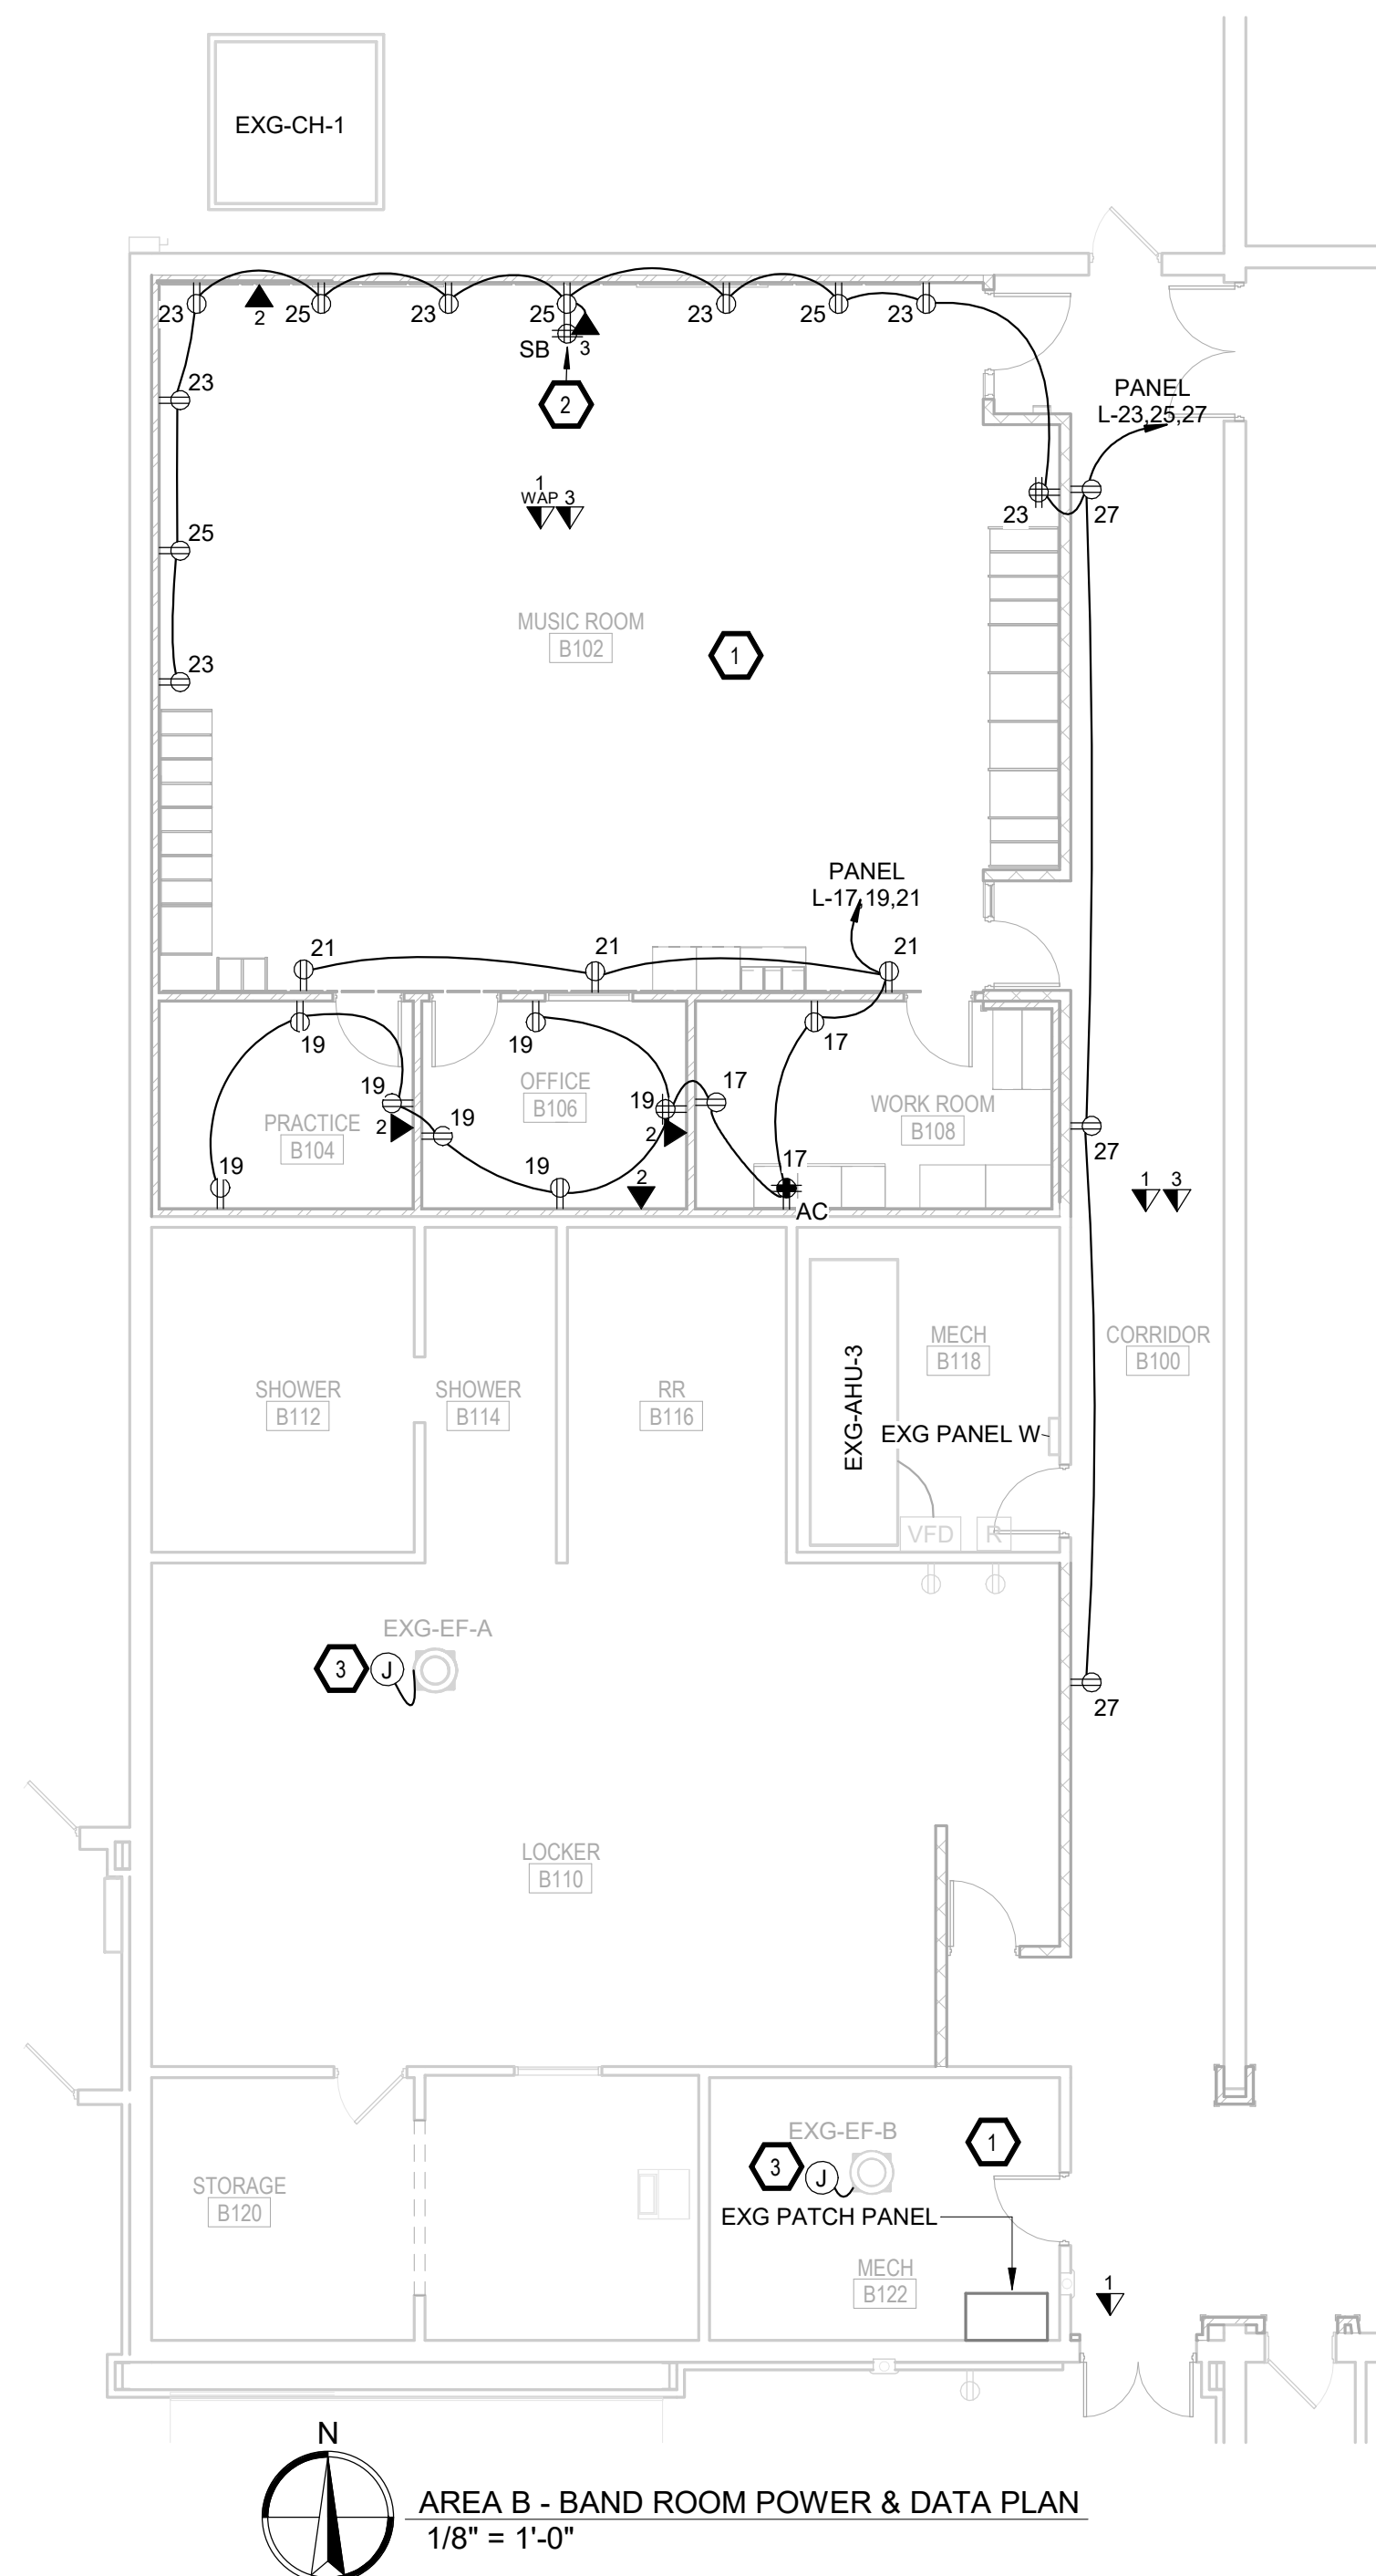 EXG-CH-1
23
2
25
23
25
23
25
23
SB
3
2
23
PANEL
L-23,25,27
1
WAP 3
23
27
25
MUSIC ROOM
B102
1
23
PANEL
L-17,19,21
21
21
21
19
19
17
19
OFFICE
B106
19
17
WORK ROOM
B108
PRACTICE
B104
2
19
2
27
19
19
2
17
AC
1 3
MECH
B118
CORRIDOR
B100
EXG-AHU-3
SHOWER
B112
SHOWER
B114
RR
B116
EXG PANEL W
VFD
R
EXG-EF-A
3
J
27
LOCKER
B110
EXG-EF-B
1
3
J
STORAGE
B120
EXG PATCH PANEL
MECH
B122
1
N
AREA B - BAND ROOM POWER & DATA PLAN
1/8" = 1'-0"